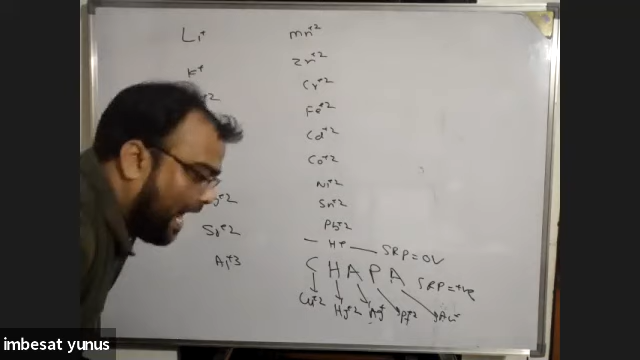 Li+
K+
+2
+2
Sr+2
Al+3
Mn+2
Zn+2
Cr+2
Fe+2
Cd+2
Co+2
Ni+2
Sn+2
Pb+2
— H+ — SRP=0V
CHAPA SRP=+ve
Cu+2 Hg+2 Ag+ Pt+2 Au+
imbesat yunus